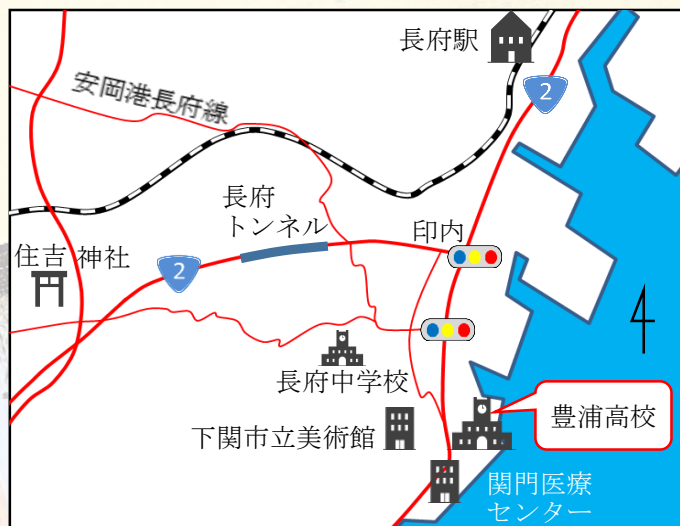 長府駅
2
安岡港長府線
長府
トンネル
印内
住吉神社
2
長府中学校
下関市立美術館
豊浦高校
関門医療
センター